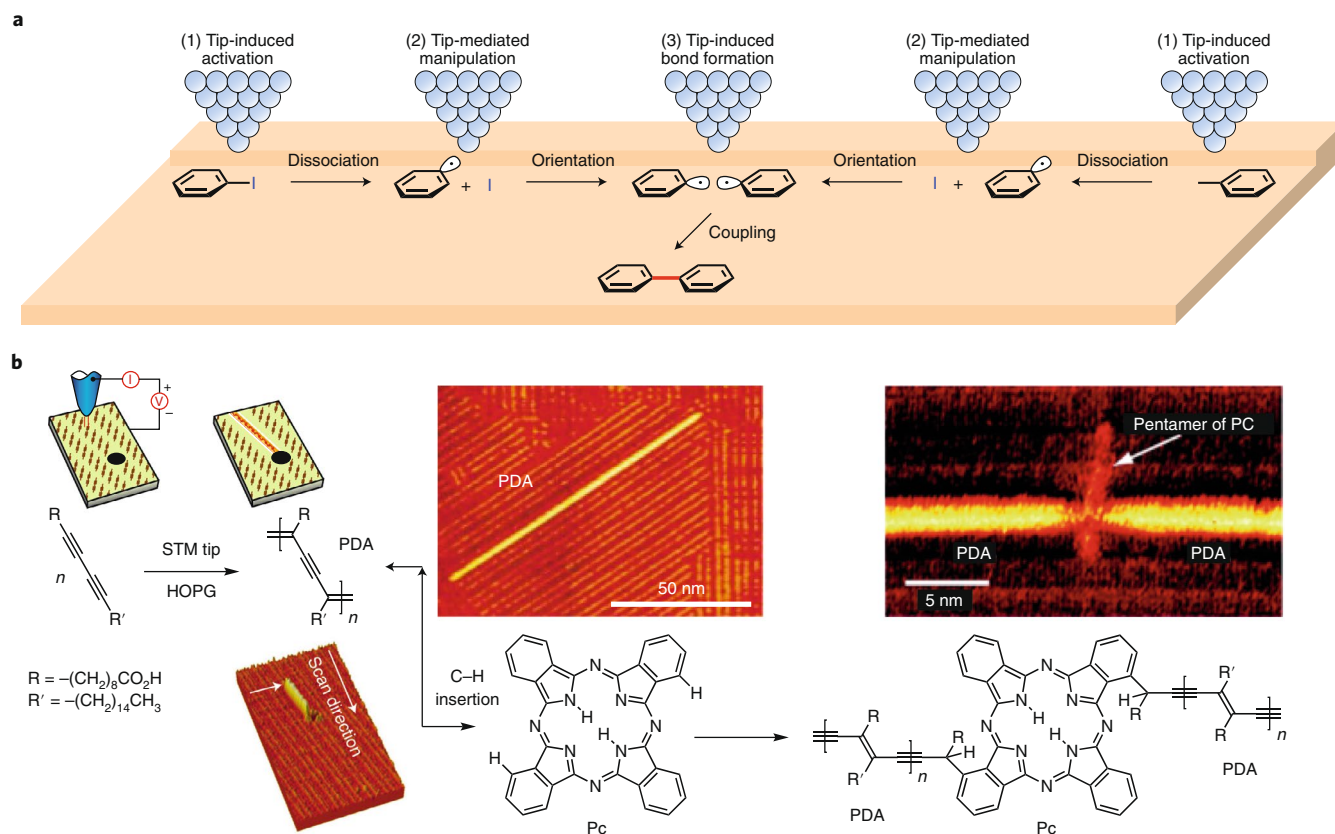 a
(1) Tip-induced
activation
(2) Tip-mediated
manipulation
(3) Tip-induced
bond formation
(2) Tip-mediated
manipulation
(1) Tip-induced
activation
I
Dissociation
+ I
Orientation
Orientation
I +
Dissociation
Coupling
b
I
V
+
−
R
n
R'
STM tip
HOPG
R
R'
n
PDA
R = –(CH2)8CO2H
R' = –(CH2)14CH3
Scan direction
PDA
50 nm
Pentamer of PC
PDA
PDA
5 nm
C–H
insertion
N
N
N
H
N
N
H
N
N
N
H
H
Pc
R
R'
n
R
H
PDA
N
N
N
H
N
N
H
N
N
N
Pc
H
R
R'
R
n
PDA